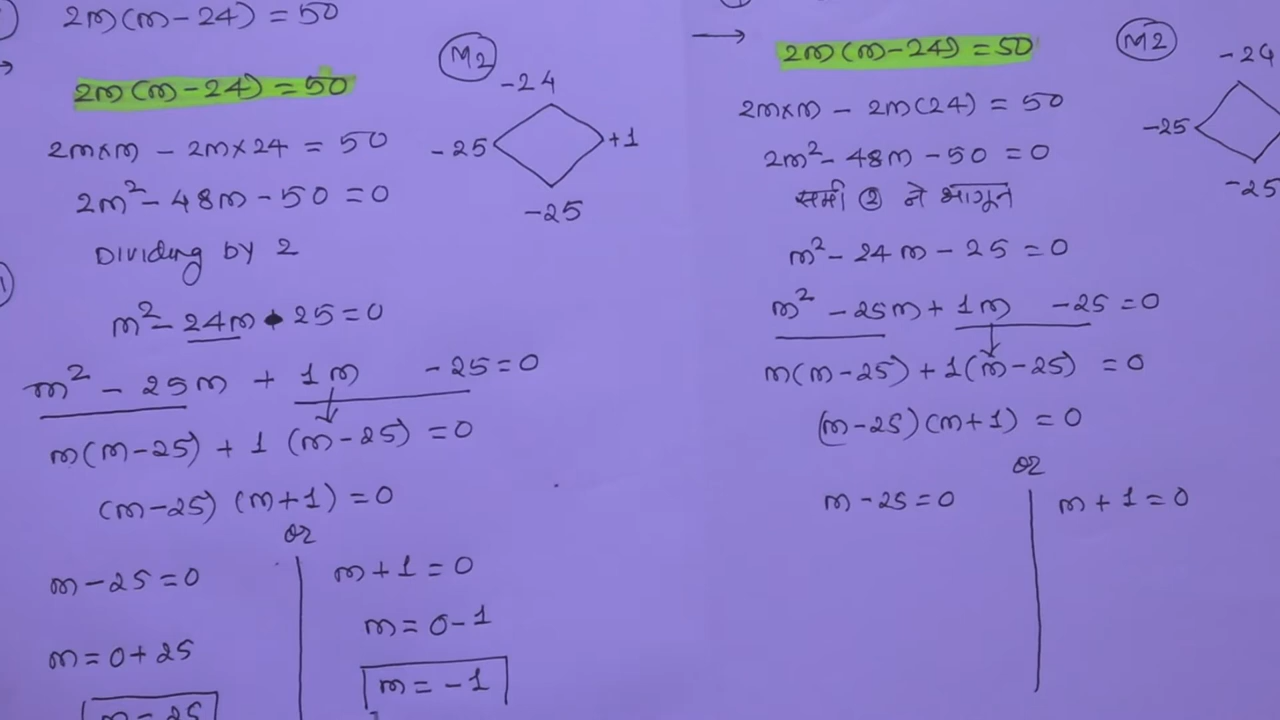 2m(m-24) = 50
2m(m-24) = 50
M2
2m×m - 2m×24 = 50
-24
-25
+1
-25
2m²- 48m - 50 = 0
Dividing by 2
m²- 24m - 25 = 0
m² - 25m + 1m - 25 = 0
m(m-25) + 1 (m-25) = 0
(m-25) (m+1) = 0
or
m-25 = 0
m = 0+25
m = 25
m+1 = 0
m = 0-1
m = -1
2m(m-24) = 50
M2
2m×m - 2m(24) = 50
-24
-25
-25
2m²- 48m - 50 = 0
समी ② ने भागून
m²- 24m - 25 = 0
m² - 25m + 1m - 25 = 0
m(m-25) + 1(m-25) = 0
(m-25)(m+1) = 0
or
m-25 = 0
m+1 = 0